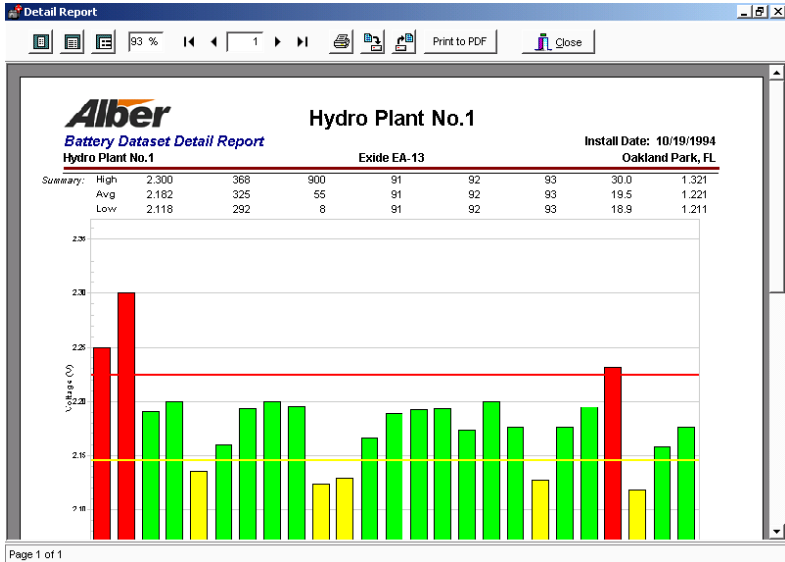 Detail Report
93 %
1
Print to PDF
Close
Alber
Hydro Plant No.1
Battery Dataset Detail Report
Install Date: 10/19/1994
Hydro Plant No.1 Exide EA-13 Oakland Park, FL
Summary: High 2.300 368 900 91 92 93 30.0 1.321
Avg 2.182 325 55 91 92 93 19.5 1.221
Low 2.118 292 8 91 92 93 18.9 1.211
2.35
2.30
2.25
2.20
2.15
2.10
Voltage (V)
Page 1 of 1